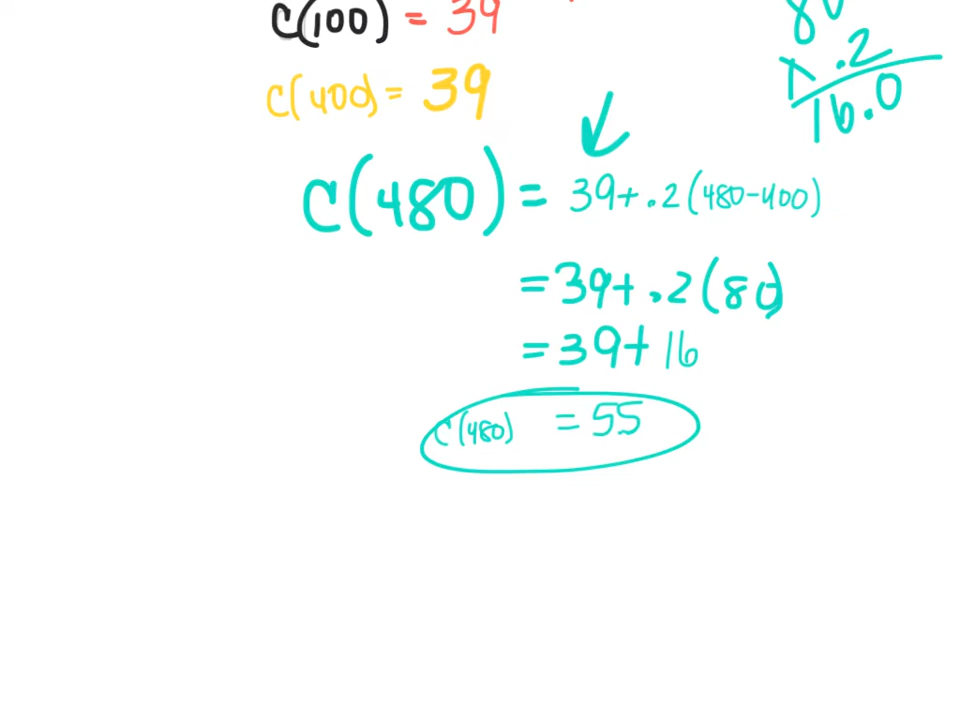 C(100) = 39
80
.2
16.0
C(400) = 39
C(480) = 39+.2(480-400)
=39+.2(80)
=39+16
C(480) =55